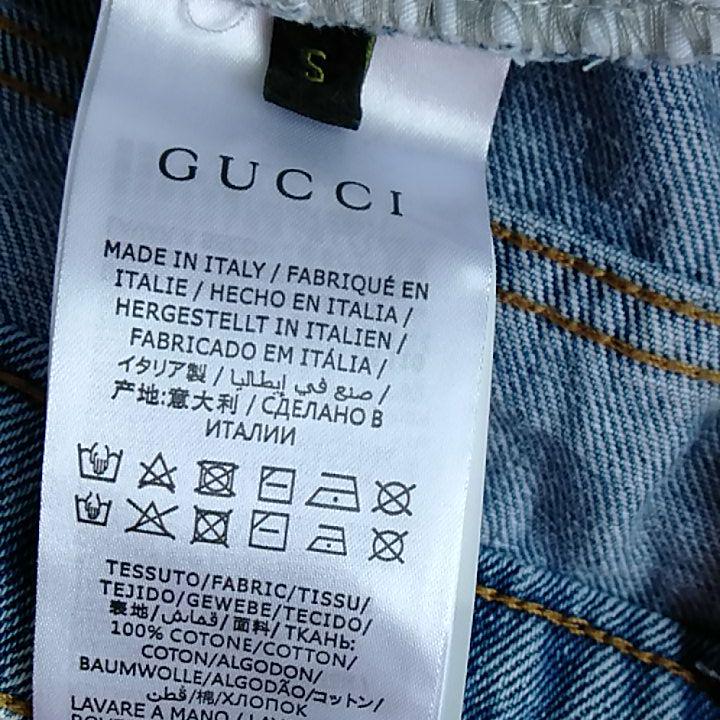 S
GUCCI
MADE IN ITALY / FABRIQUÉ EN
ITALIE / HECHO EN ITALIA /
HERGESTELLT IN ITALIEN /
FABRICADO EM ITÁLIA /
イタリア製 / صنع في إيطاليا /
产地:意大利 / СДЕЛАНО В
ИТАЛИИ
TESSUTO/FABRIC/TISSU/
TEJIDO/GEWEBE/TECIDO/
表地/قماش/面料/ТКАНЬ:
100% COTONE/COTTON/
COTON/ALGODON/
BAUMWOLLE/ALGODÃO/コットン/
قطن/棉/ХЛОПОК
LAVARE A MANO